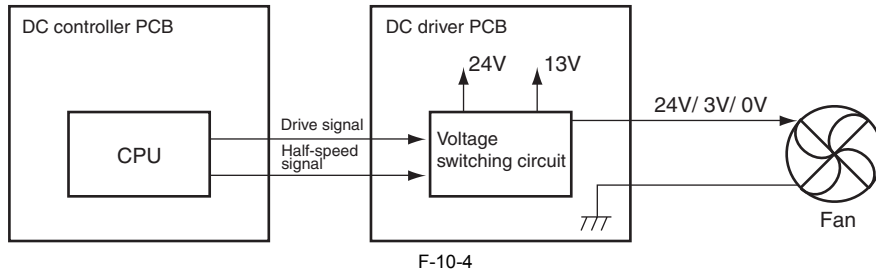 DC controller PCB
DC driver PCB
24V
13V
24V/ 3V/ 0V
Drive signal
CPU
Half-speed
signal
Voltage
switching circuit
Fan
F-10-4